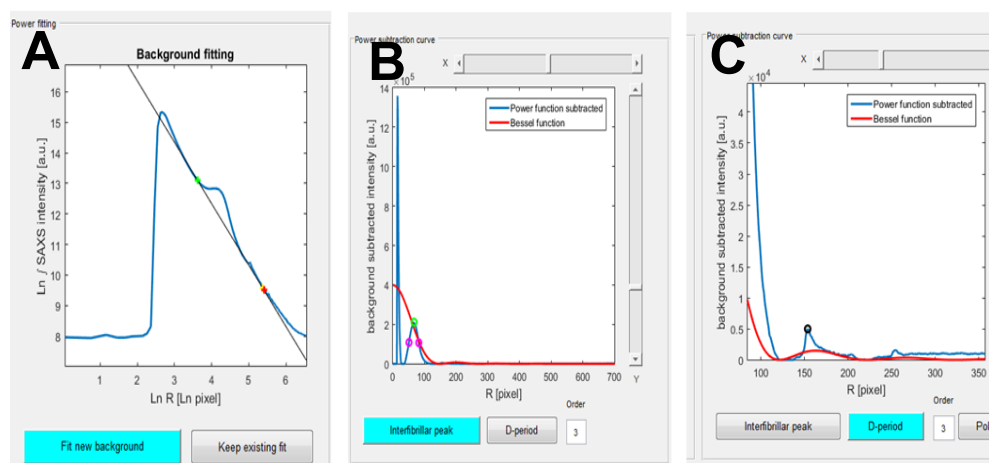 Power fitting
A
Background fitting
Ln ∫ SAXS intensity [a.u.]
16
15
14
13
12
11
10
9
8
1 2 3 4 5 6
Ln R [Ln pixel]
Fit new background Keep existing fit
Power subtraction curve
B
X
×10^5
Power function subtracted
Bessel function
background subtracted intensity [a.u.]
14
12
10
8
6
4
2
0
0 100 200 300 400 500 600 700
R [pixel]
Y
Order
Interfibrillar peak D-period 3
Power subtraction curve
C
X
×10^4
Power function subtracted
Bessel function
background subtracted intensity [a.u.]
4
3.5
3
2.5
2
1.5
1
0.5
0
100 150 200 250 300 350
R [pixel]
Order
Interfibrillar peak D-period 3 Pol